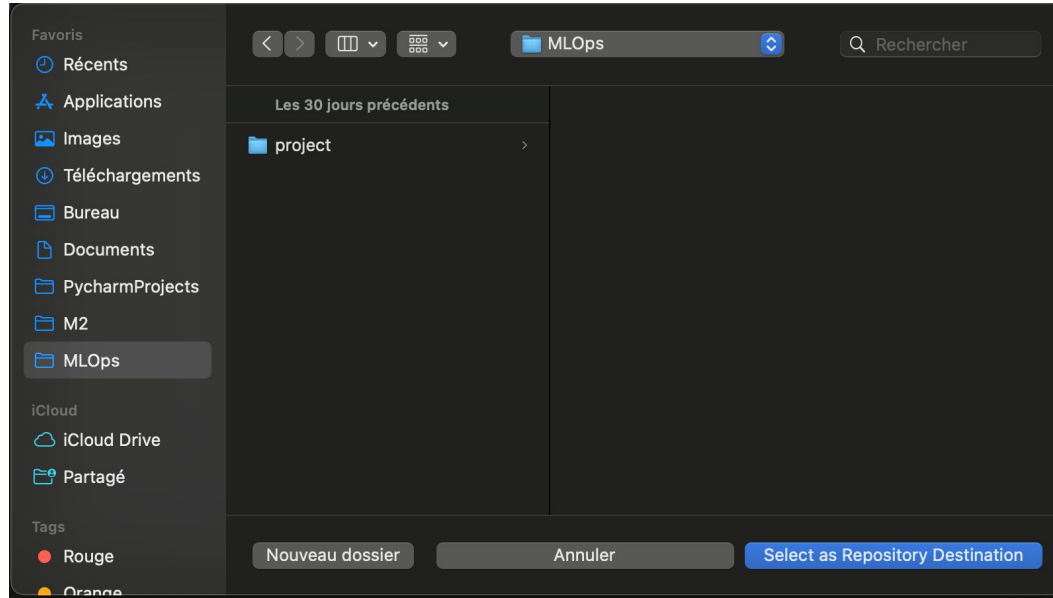 Favoris
Récents
Applications
Images
Téléchargements
Bureau
Documents
PycharmProjects
M2
MLOps
iCloud
iCloud Drive
Partagé
Tags
Rouge
Orange
MLOps
Rechercher
Les 30 jours précédents
project
Nouveau dossier
Annuler
Select as Repository Destination